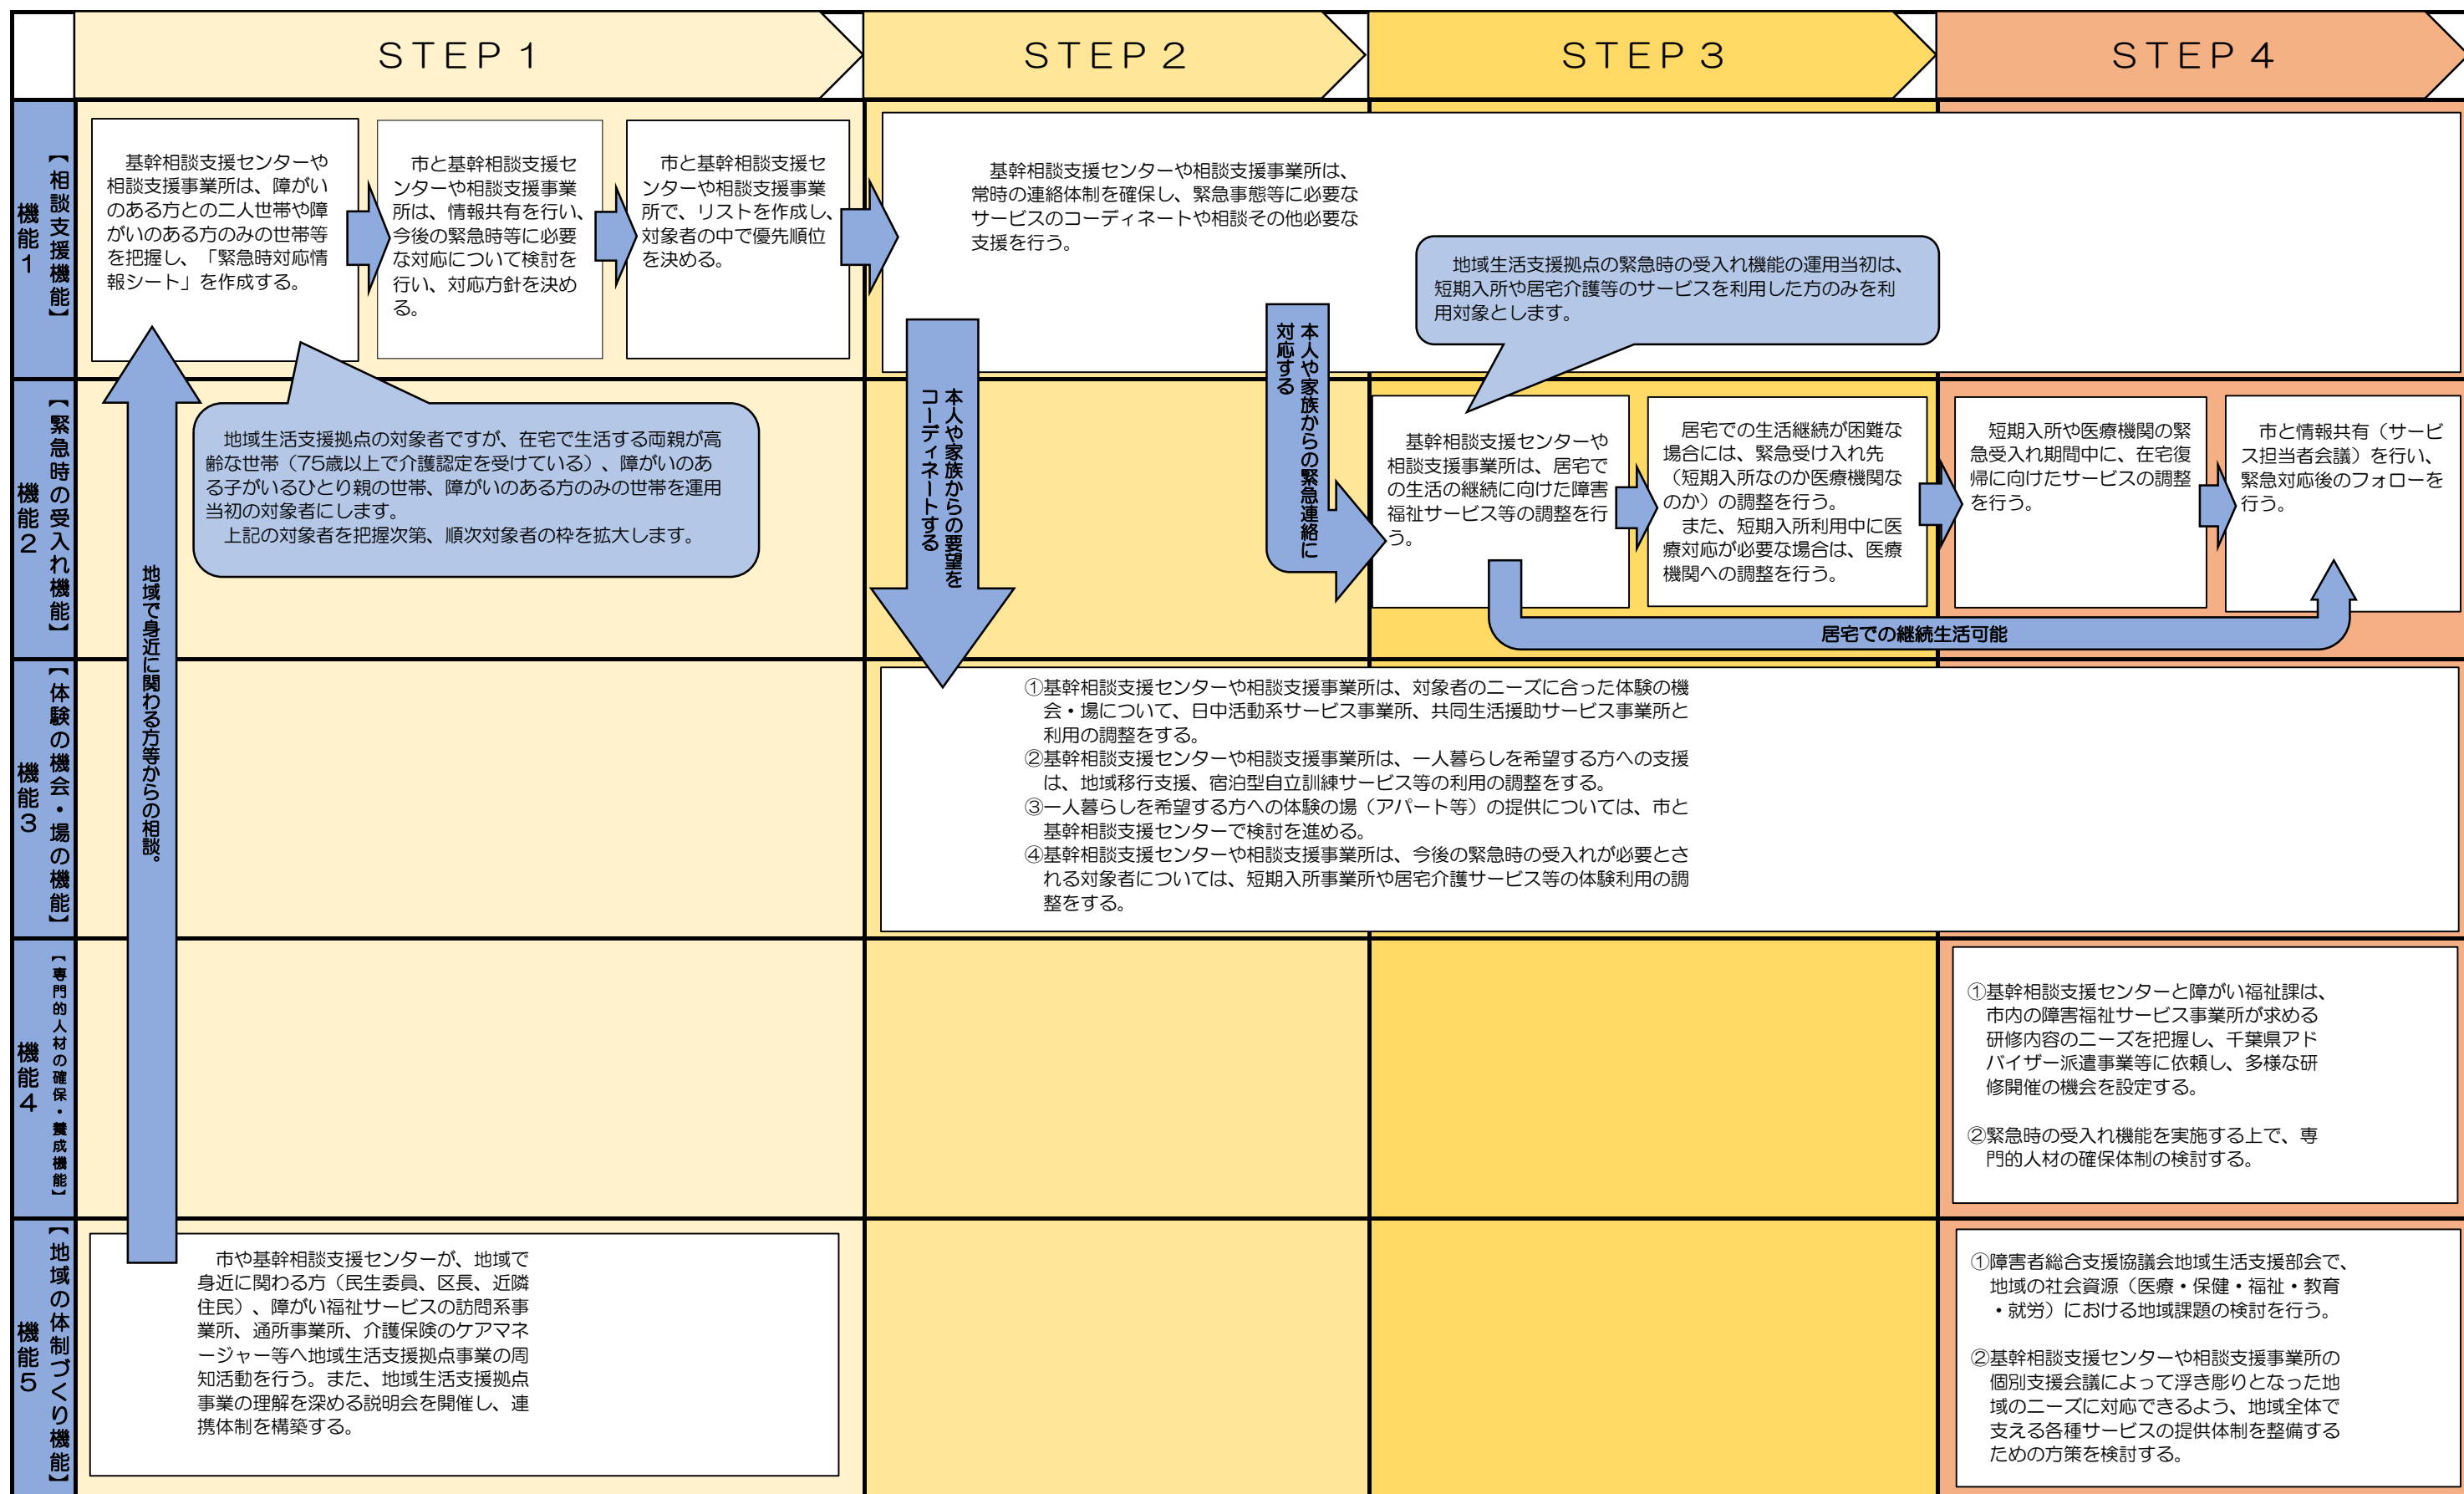 ＳＴＥＰ１
ＳＴＥＰ２
ＳＴＥＰ３
ＳＴＥＰ４
機能１
【相談支援機能】
基幹相談支援センターや
相談支援事業所は、障がい
のある方との二人世帯や障
がいのある方のみの世帯等
を把握し、「緊急時対応情
報シート」を作成する。
市と基幹相談支援セ
ンターや相談支援事業
所は、情報共有を行い、
今後の緊急時等に必要
な対応について検討を
行い、対応方針を決め
る。
市と基幹相談支援セ
ンターや相談支援事業
所で、リストを作成し、
対象者の中で優先順位
を決める。
基幹相談支援センターや相談支援事業所は、
常時の連絡体制を確保し、緊急事態等に必要な
サービスのコーディネートや相談その他必要な
支援を行う。
地域生活支援拠点の緊急時の受入れ機能の運用当初は、
短期入所や居宅介護等のサービスを利用した方のみを利
用対象とします。
機能２
【緊急時の受入れ機能】
地域生活支援拠点の対象者ですが、在宅で生活する両親が高
齢な世帯（75歳以上で介護認定を受けている）、障がいのあ
る子がいるひとり親の世帯、障がいのある方のみの世帯を運用
当初の対象者にします。
上記の対象者を把握次第、順次対象者の枠を拡大します。
本人や家族からの要望を
コーディネートする
本人や家族からの緊急連絡に
対応する
基幹相談支援センターや
相談支援事業所は、居宅で
の生活の継続に向けた障害
福祉サービス等の調整を行
う。
居宅での生活継続が困難な
場合には、緊急受け入れ先
（短期入所なのか医療機関な
のか）の調整を行う。
また、短期入所利用中に医
療対応が必要な場合は、医療
機関への調整を行う。
短期入所や医療機関の緊
急受入れ期間中に、在宅復
帰に向けたサービスの調整
を行う。
市と情報共有（サービ
ス担当者会議）を行い、
緊急対応後のフォローを
行う。
居宅での継続生活可能
地域で身近に関わる方等からの相談。
機能３
【体験の機会・場の機能】
①基幹相談支援センターや相談支援事業所は、対象者のニーズに合った体験の機
会・場について、日中活動系サービス事業所、共同生活援助サービス事業所と
利用の調整をする。
②基幹相談支援センターや相談支援事業所は、一人暮らしを希望する方への支援
は、地域移行支援、宿泊型自立訓練サービス等の利用の調整をする。
③一人暮らしを希望する方への体験の場（アパート等）の提供については、市と
基幹相談支援センターで検討を進める。
④基幹相談支援センターや相談支援事業所は、今後の緊急時の受入れが必要とさ
れる対象者については、短期入所事業所や居宅介護サービス等の体験利用の調
整をする。
機能４
【専門的人材の確保・養成機能】
①基幹相談支援センターと障がい福祉課は、
市内の障害福祉サービス事業所が求める
研修内容のニーズを把握し、千葉県アド
バイザー派遣事業等に依頼し、多様な研
修開催の機会を設定する。
②緊急時の受入れ機能を実施する上で、専
門的人材の確保体制の検討する。
機能５
【地域の体制づくり機能】
市や基幹相談支援センターが、地域で
身近に関わる方（民生委員、区長、近隣
住民）、障がい福祉サービスの訪問系事
業所、通所事業所、介護保険のケアマネ
ージャー等へ地域生活支援拠点事業の周
知活動を行う。また、地域生活支援拠点
事業の理解を深める説明会を開催し、連
携体制を構築する。
①障害者総合支援協議会地域生活支援部会で、
地域の社会資源（医療・保健・福祉・教育
・就労）における地域課題の検討を行う。
②基幹相談支援センターや相談支援事業所の
個別支援会議によって浮き彫りとなった地
域のニーズに対応できるよう、地域全体で
支える各種サービスの提供体制を整備する
ための方策を検討する。